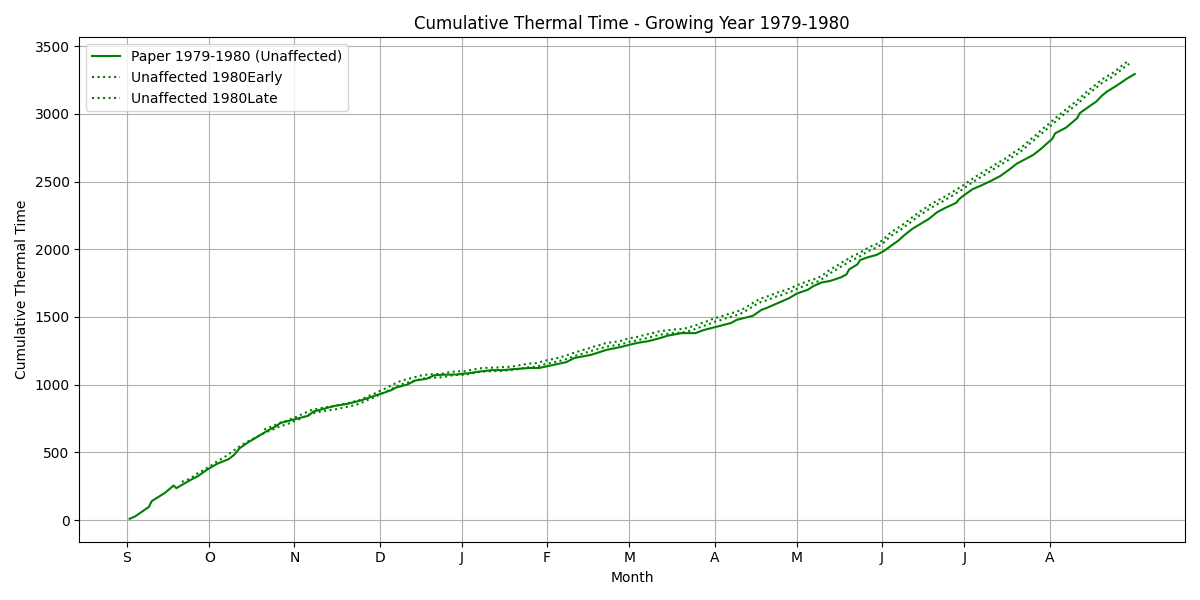 Cumulative Thermal Time - Growing Year 1979-1980
Paper 1979-1980 (Unaffected)
Unaffected 1980Early
Unaffected 1980Late
Cumulative Thermal Time
3500
3000
2500
2000
1500
1000
500
0
S O N D J F M A M J J A
Month